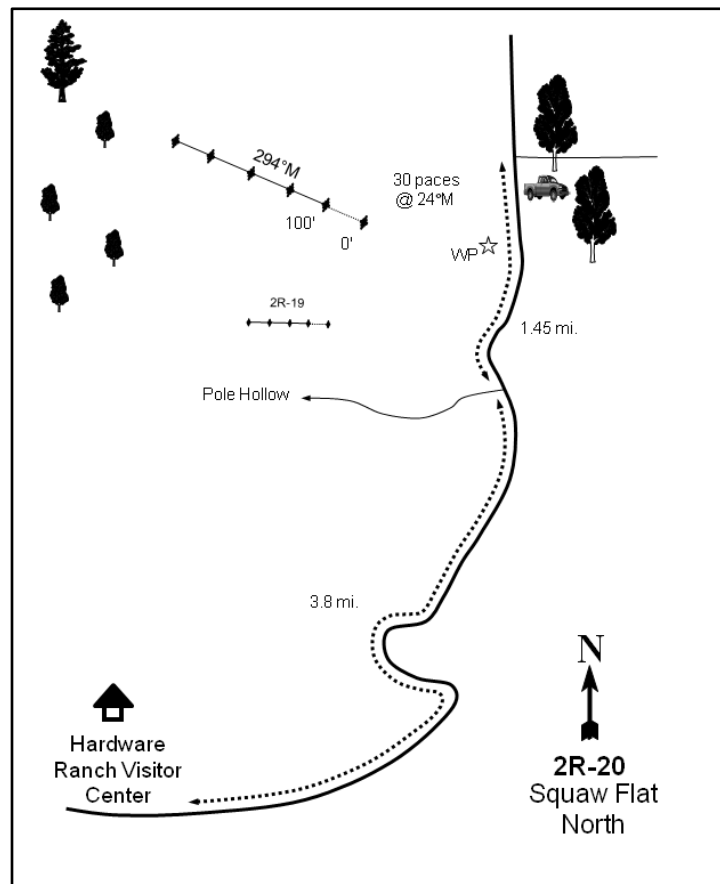 294°M
30 paces
@ 24°M
100'
0'
WP
2R-19
1.45 mi.
Pole Hollow
3.8 mi.
N
Hardware
Ranch Visitor
Center
2R-20
Squaw Flat
North